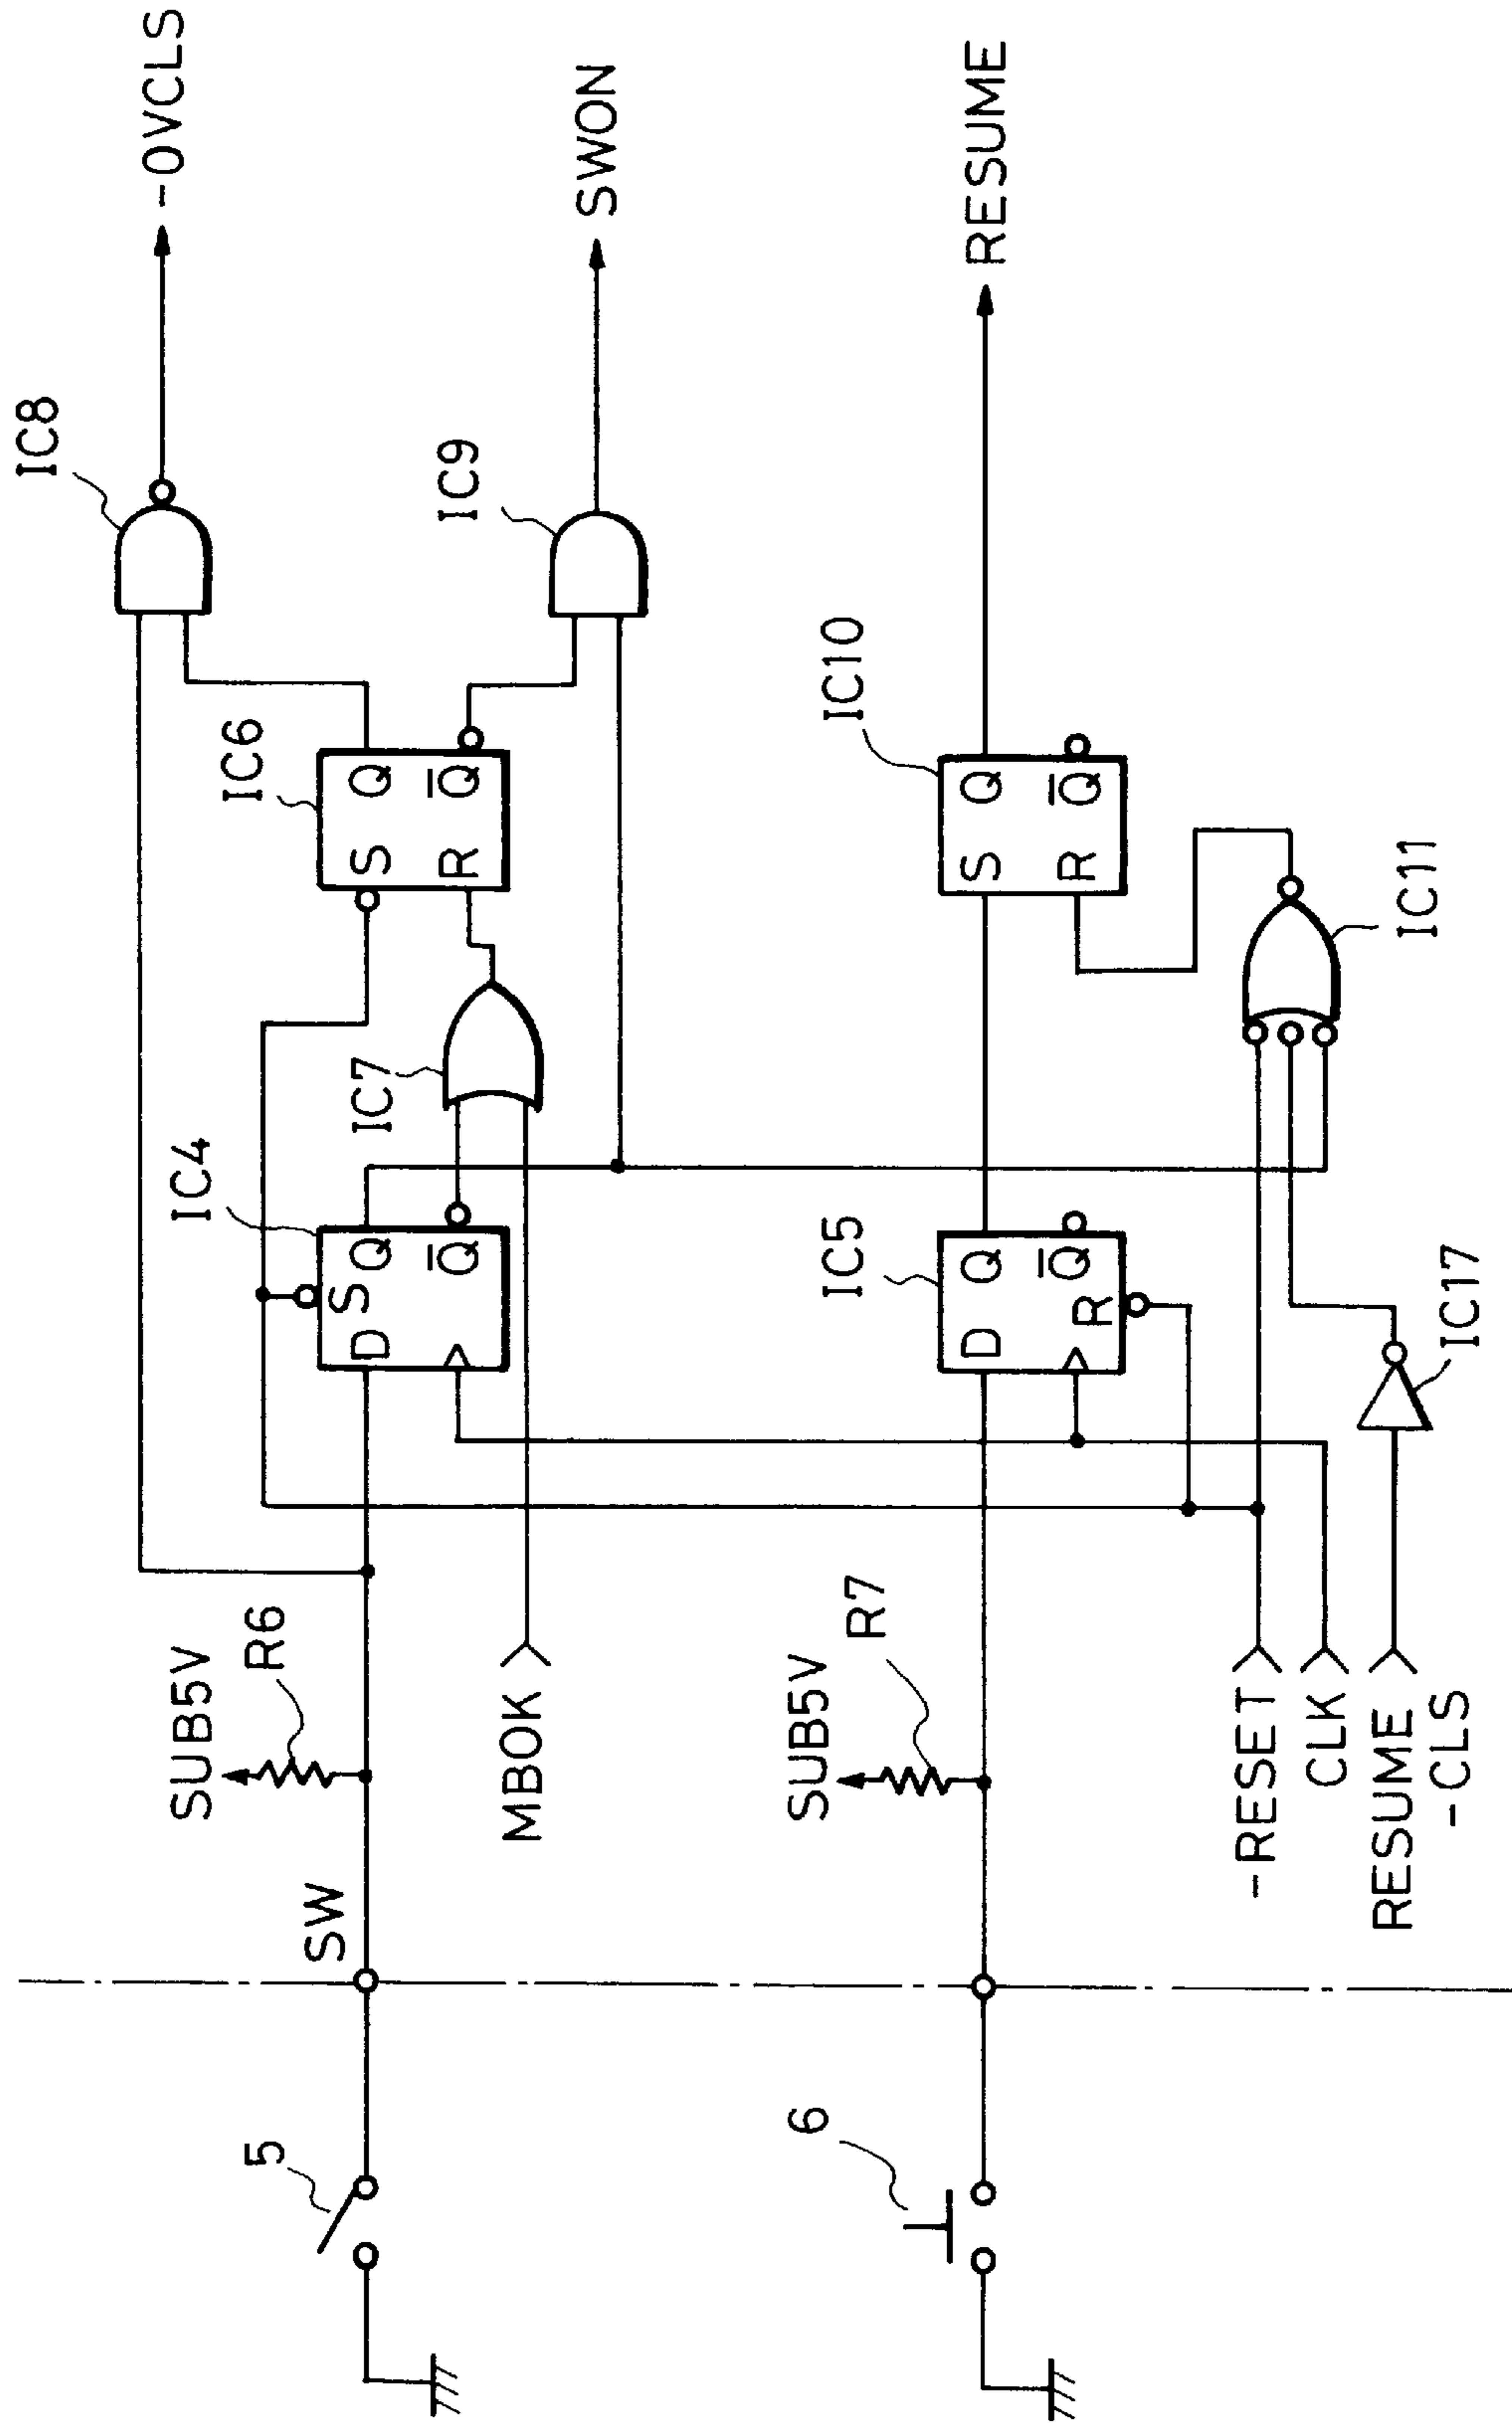 5
SW
SUB5V
R6
MBOK
IC4
D
S
Q
Q̅
IC7
IC6
S
R
Q
Q̅
IC8
-0VCLS
IC9
SWON
6
SUB5V
R7
IC5
D
R
Q
Q̅
IC10
S
R
Q
Q̅
RESUME
-RESET
CLK
RESUME
-CLS
IC17
IC11